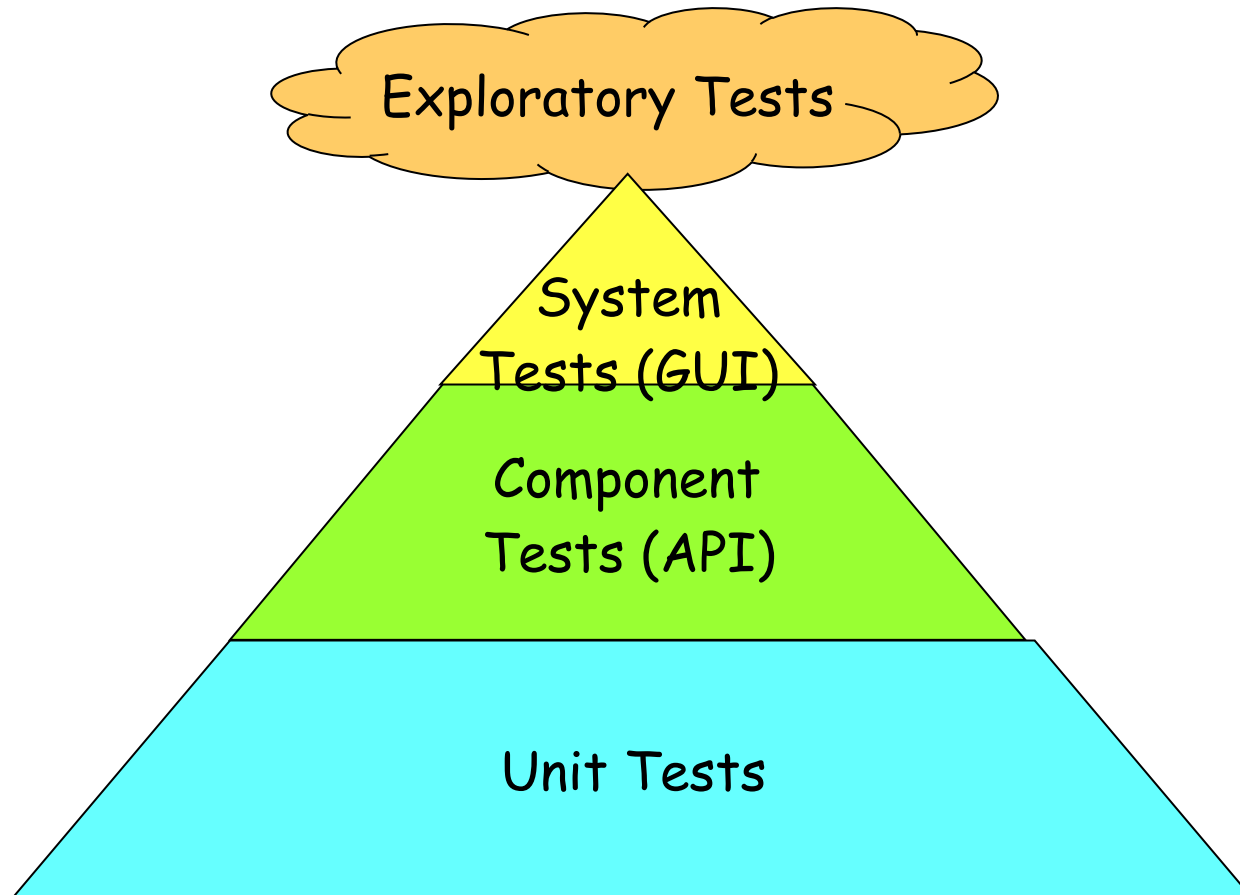 Exploratory Tests
System
Tests (GUI)
Component
Tests (API)
Unit Tests